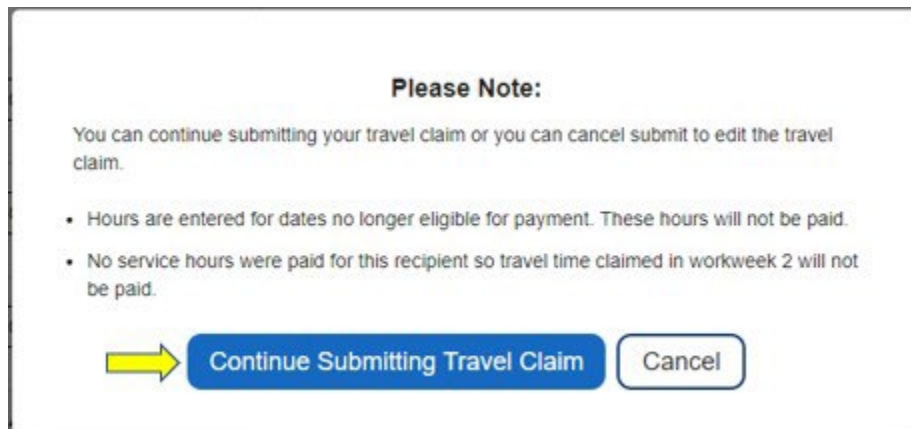 Please Note:
You can continue submitting your travel claim or you can cancel submit to edit the travel
claim.
• Hours are entered for dates no longer eligible for payment. These hours will not be paid.
• No service hours were paid for this recipient so travel time claimed in workweek 2 will not
be paid.
Continue Submitting Travel Claim
Cancel